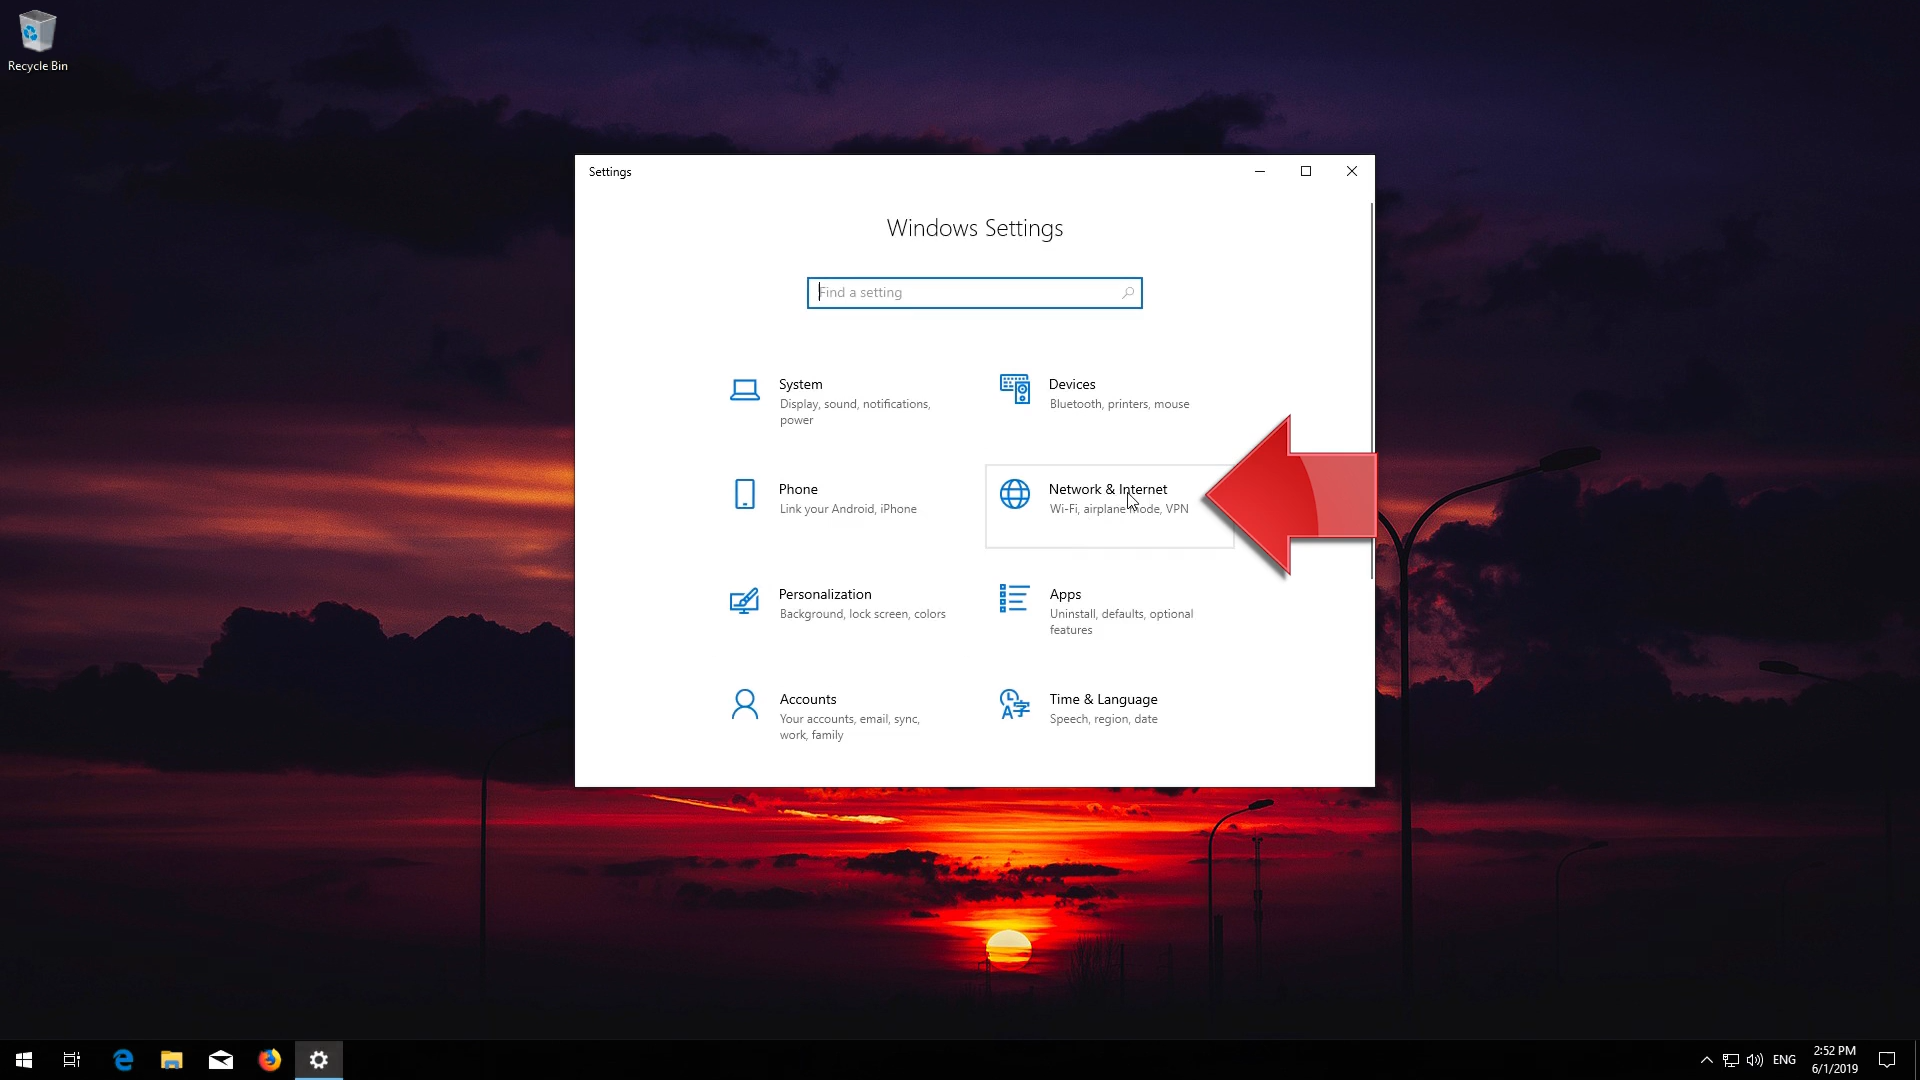 Recycle Bin
Settings
Windows Settings
Find a setting
System
Display, sound, notifications,
power
Devices
Bluetooth, printers, mouse
Phone
Link your Android, iPhone
Network & Internet
Wi-Fi, airplane mode, VPN
Personalization
Background, lock screen, colors
Apps
Uninstall, defaults, optional
features
Accounts
Your accounts, email, sync,
work, family
Time & Language
Speech, region, date
ENG
2:52 PM
6/1/2019